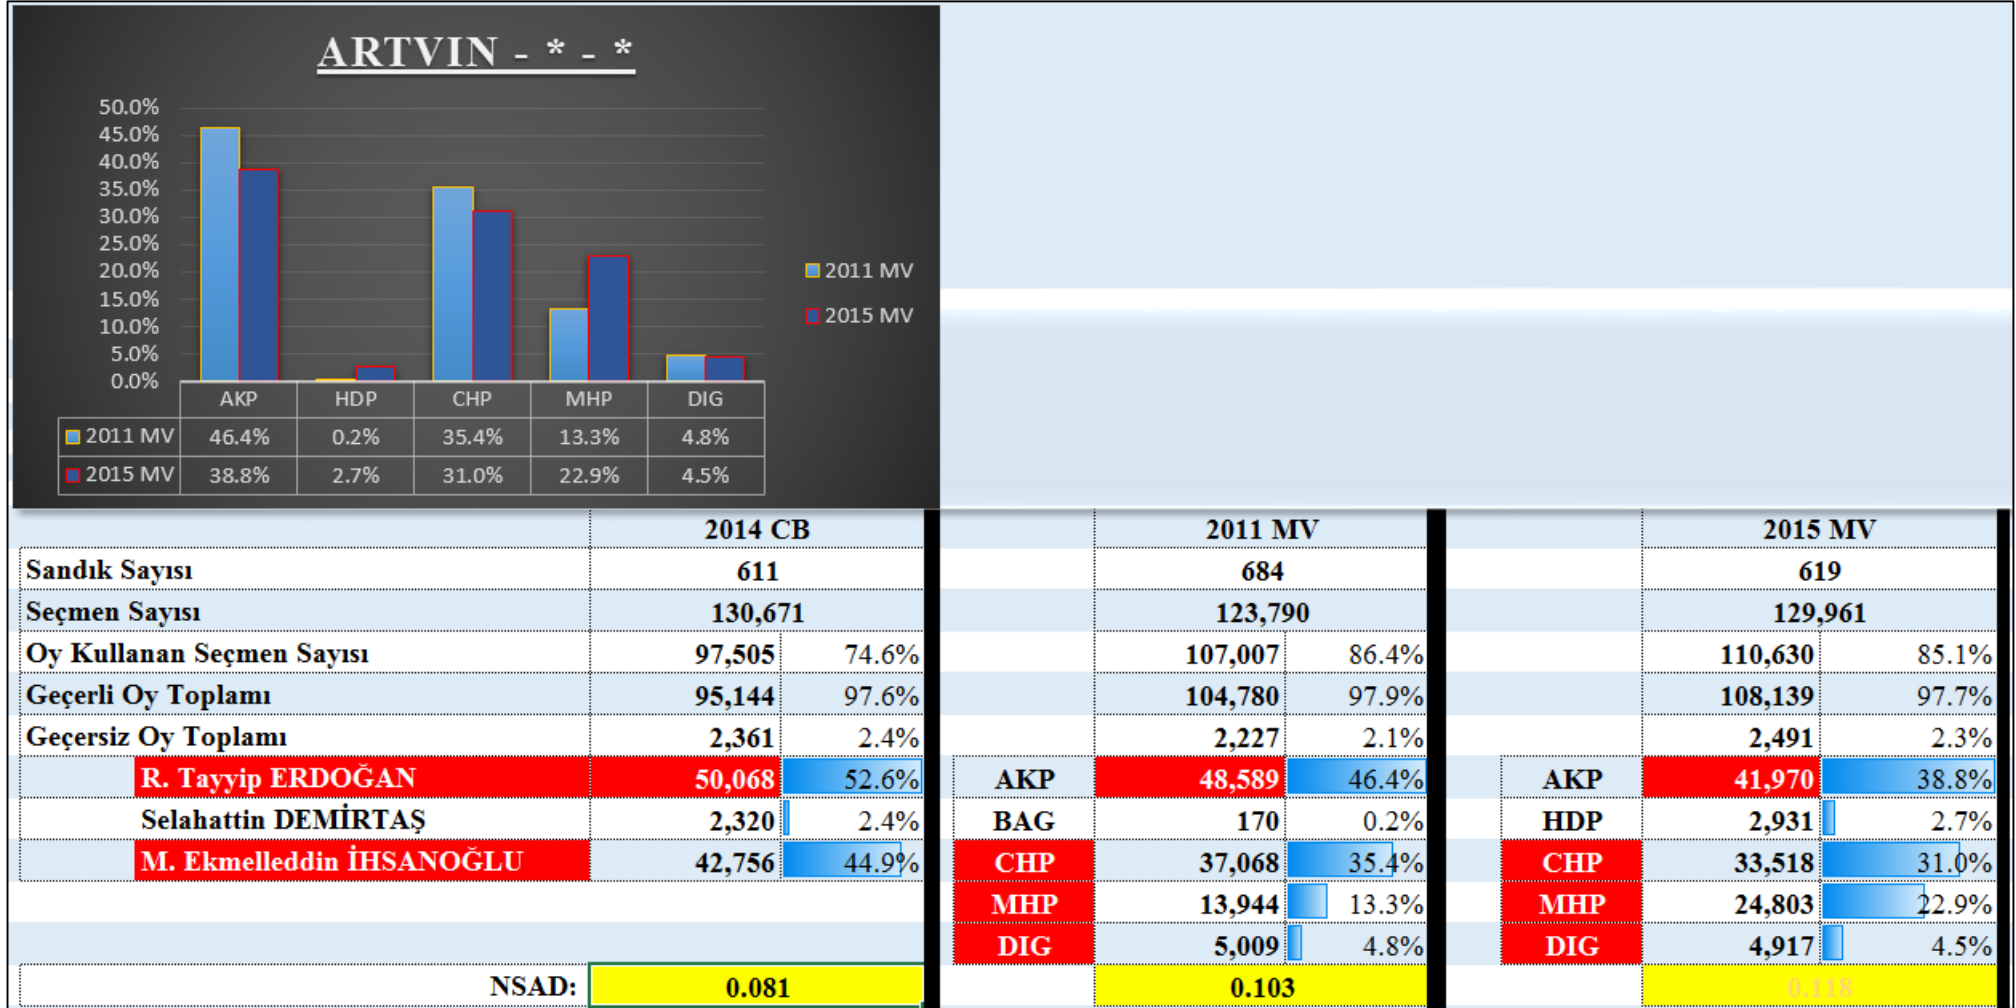 ARTVIN - * - *
50.0%
45.0%
40.0%
35.0%
30.0%
25.0%
20.0%
15.0%
10.0%
5.0%
0.0%
2011 MV
2015 MV
AKP HDP CHP MHP DIG
2011 MV 46.4% 0.2% 35.4% 13.3% 4.8%
2015 MV 38.8% 2.7% 31.0% 22.9% 4.5%
2014 CB 2011 MV 2015 MV
Sandık Sayısı 611 684 619
Seçmen Sayısı 130,671 123,790 129,961
Oy Kullanan Seçmen Sayısı 97,505 74.6% 107,007 86.4% 110,630 85.1%
Geçerli Oy Toplamı 95,144 97.6% 104,780 97.9% 108,139 97.7%
Geçersiz Oy Toplamı 2,361 2.4% 2,227 2.1% 2,491 2.3%
R. Tayyip ERDOĞAN 50,068 52.6% AKP 48,589 46.4% AKP 41,970 38.8%
Selahattin DEMİRTAŞ 2,320 2.4% BAG 170 0.2% HDP 2,931 2.7%
M. Ekmelleddin İHSANOĞLU 42,756 44.9% CHP 37,068 35.4% CHP 33,518 31.0%
MHP 13,944 13.3% MHP 24,803 22.9%
DIG 5,009 4.8% DIG 4,917 4.5%
NSAD: 0.081 0.103 0.118